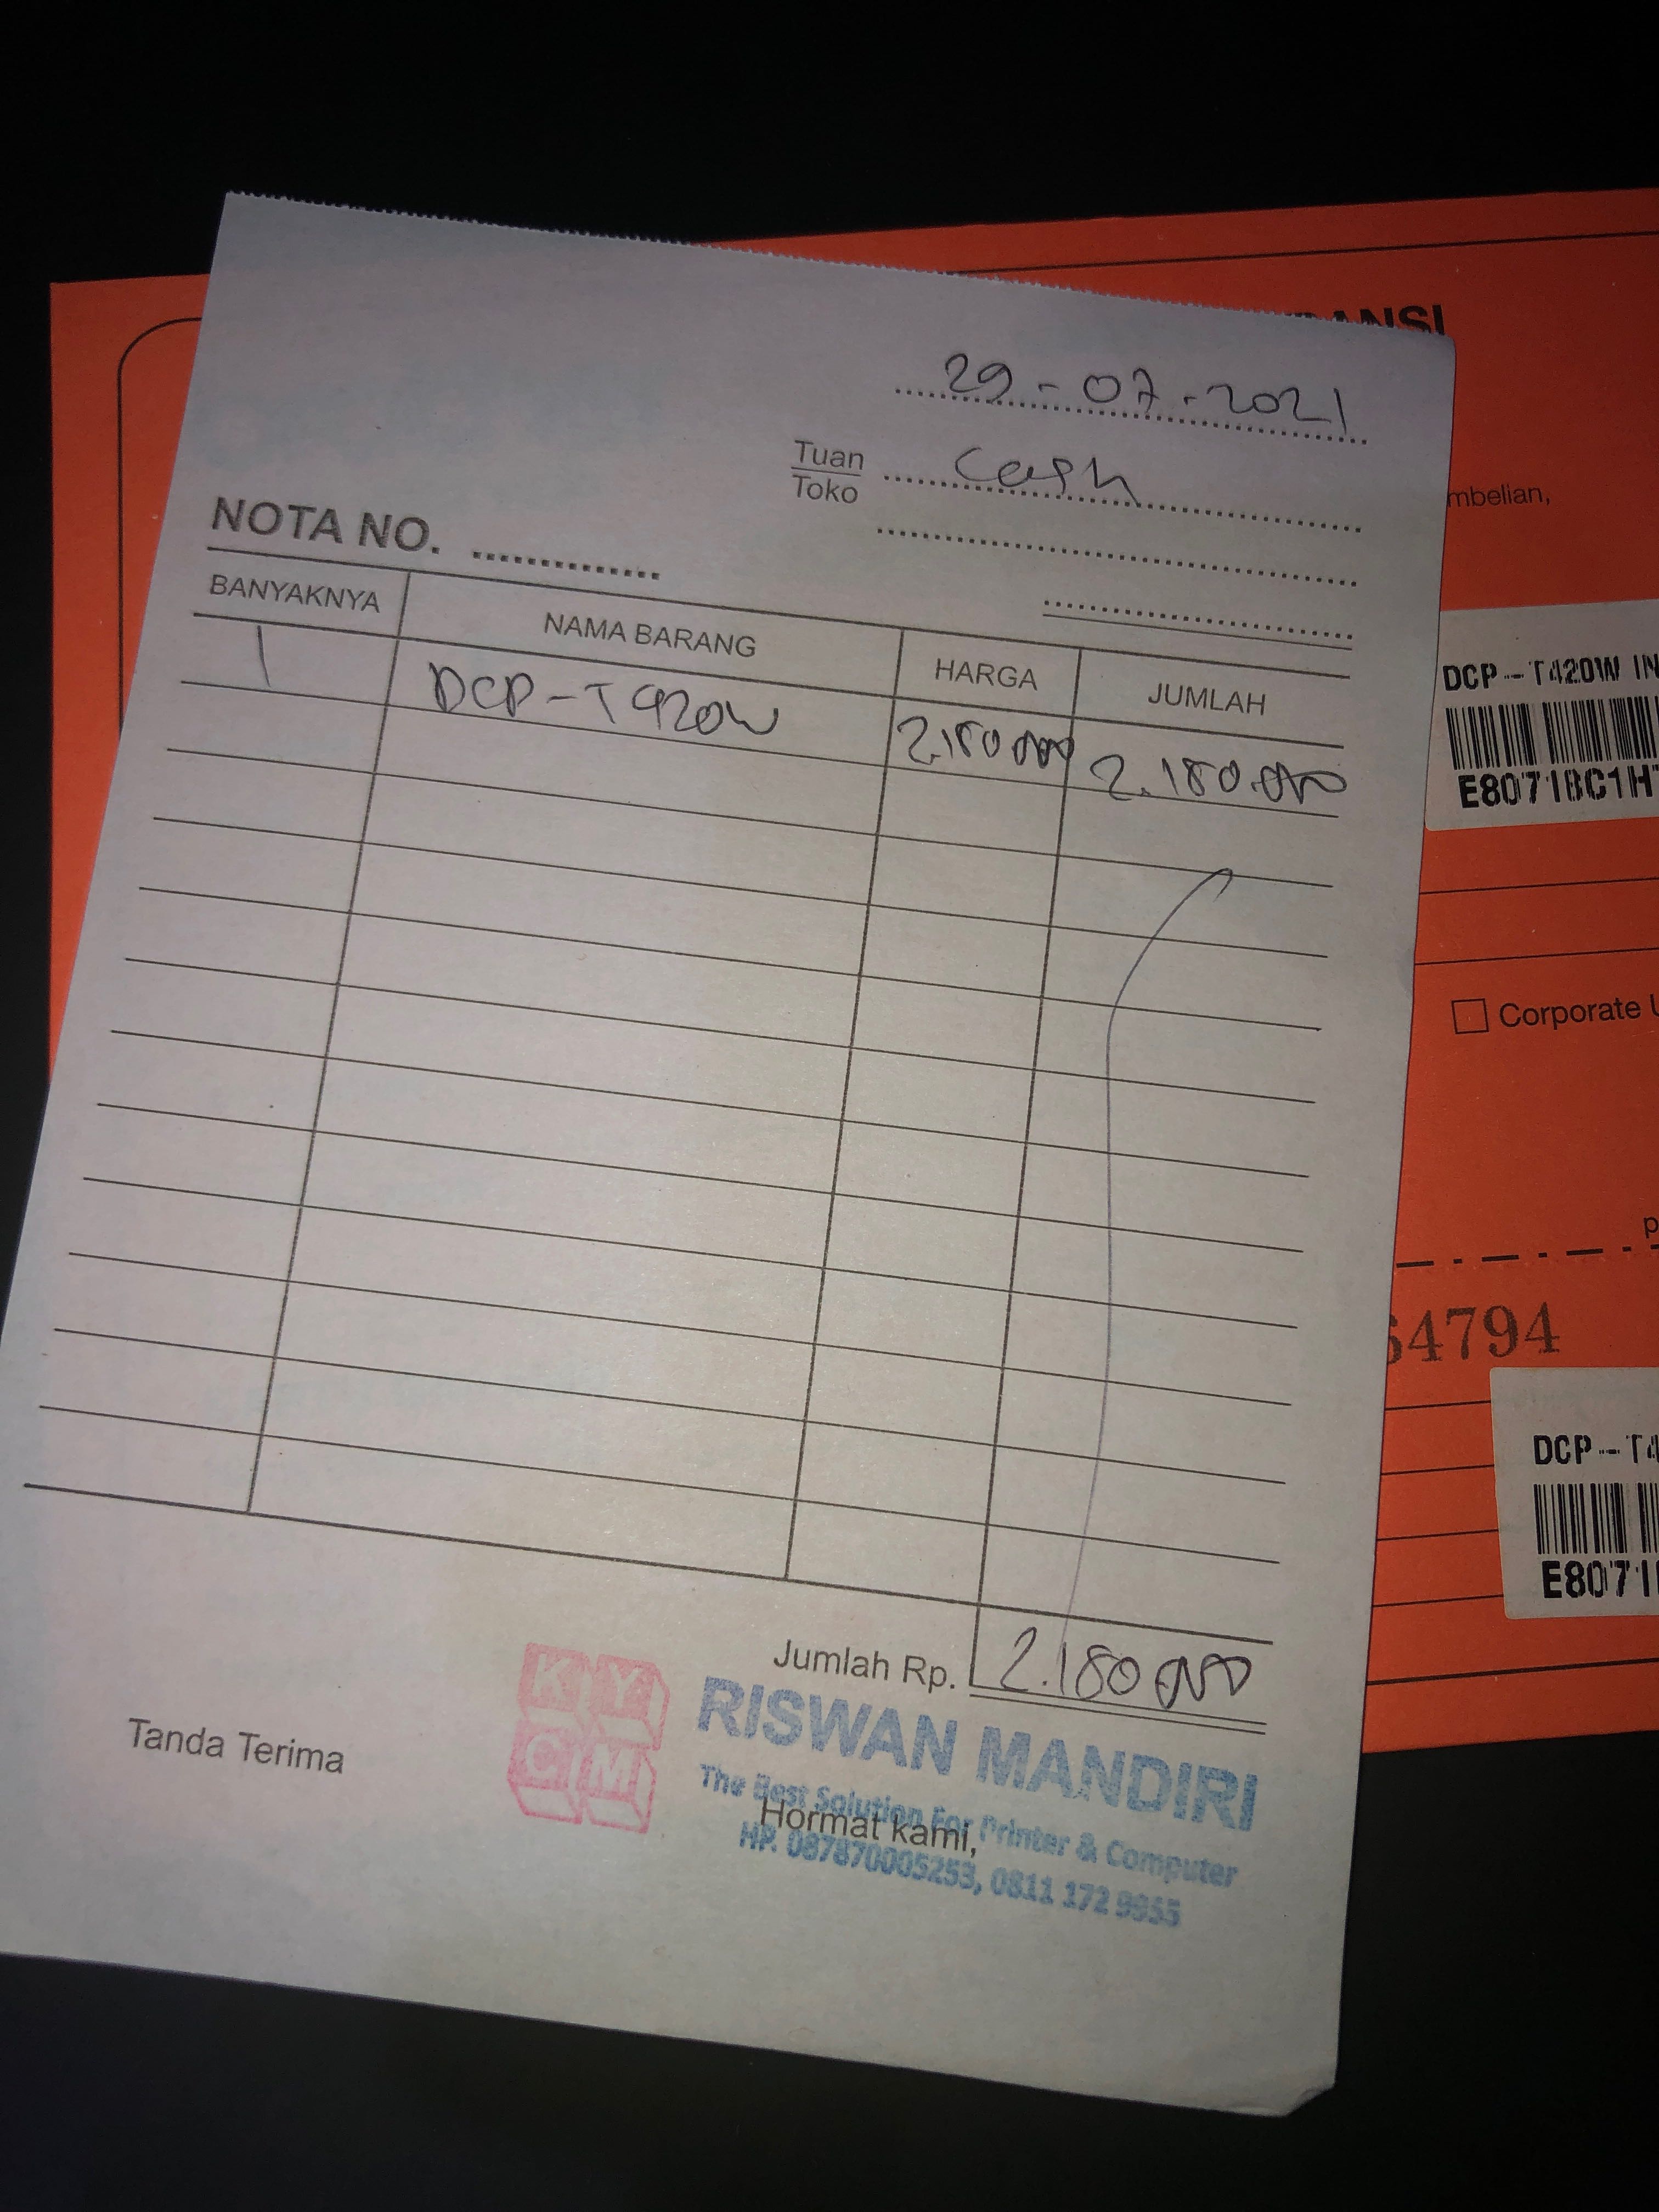 29-07-2021
Tuan
Toko
Cash
NOTA NO.
BANYAKNYA
NAMA BARANG
HARGA
JUMLAH
1
DCP-T420W
2.180.000
2.180.000
Jumlah Rp.
2.180.000
Tanda Terima
KY
CM
RISWAN MANDIRI
The Best Solution For Printer & Computer
Hormat kami,
HP. 087870005253, 0811 172 9955
mbelian,
DCP-T420W IN
E8071BC1H
Corporate
64794
DCP-T4
E8071